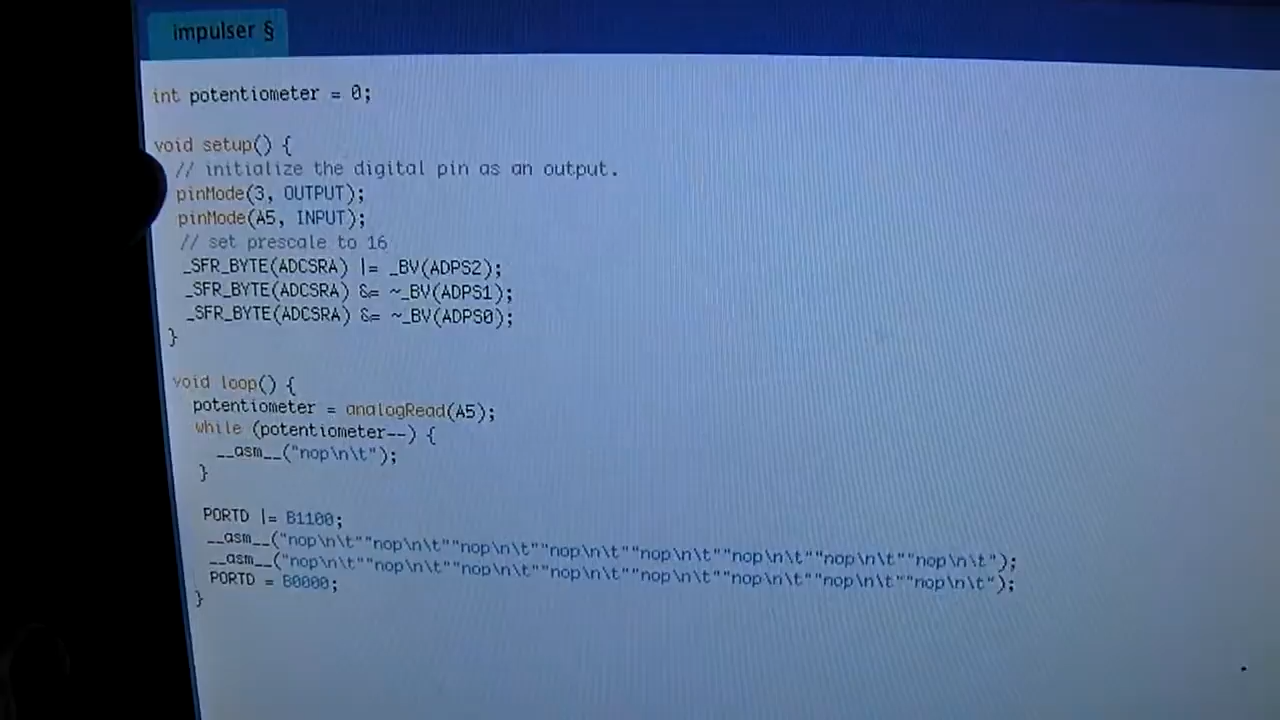 impulser §
int potentiometer = 0;
void setup() {
// initialize the digital pin as an output.
pinMode(3, OUTPUT);
pinMode(A5, INPUT);
// set prescale to 16
_SFR_BYTE(ADCSRA) |= _BV(ADPS2);
_SFR_BYTE(ADCSRA) &= ~_BV(ADPS1);
_SFR_BYTE(ADCSRA) &= ~_BV(ADPS0);
}
void loop() {
potentiometer = analogRead(A5);
while (potentiometer--) {
__asm__("nop\n\t");
}
PORTD |= B1100;
__asm__("nop\n\t""nop\n\t""nop\n\t""nop\n\t""nop\n\t""nop\n\t""nop\n\t""nop\n\t");
__asm__("nop\n\t""nop\n\t""nop\n\t""nop\n\t""nop\n\t""nop\n\t""nop\n\t""nop\n\t");
PORTD = B0000;
}